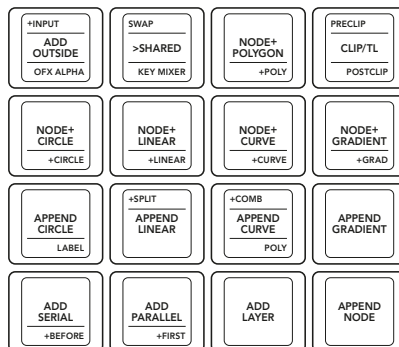 +INPUT
ADD
OUTSIDE
OFX ALPHA
SWAP
>SHARED
KEY MIXER
NODE+
POLYGON
+POLY
PRECLIP
CLIP/TL
POSTCLIP
NODE+
CIRCLE
+CIRCLE
NODE+
LINEAR
+LINEAR
NODE+
CURVE
+CURVE
NODE+
GRADIENT
+GRAD
APPEND
CIRCLE
LABEL
+SPLIT
APPEND
LINEAR
+COMB
APPEND
CURVE
POLY
APPEND
GRADIENT
ADD
SERIAL
+BEFORE
ADD
PARALLEL
+FIRST
ADD
LAYER
APPEND
NODE